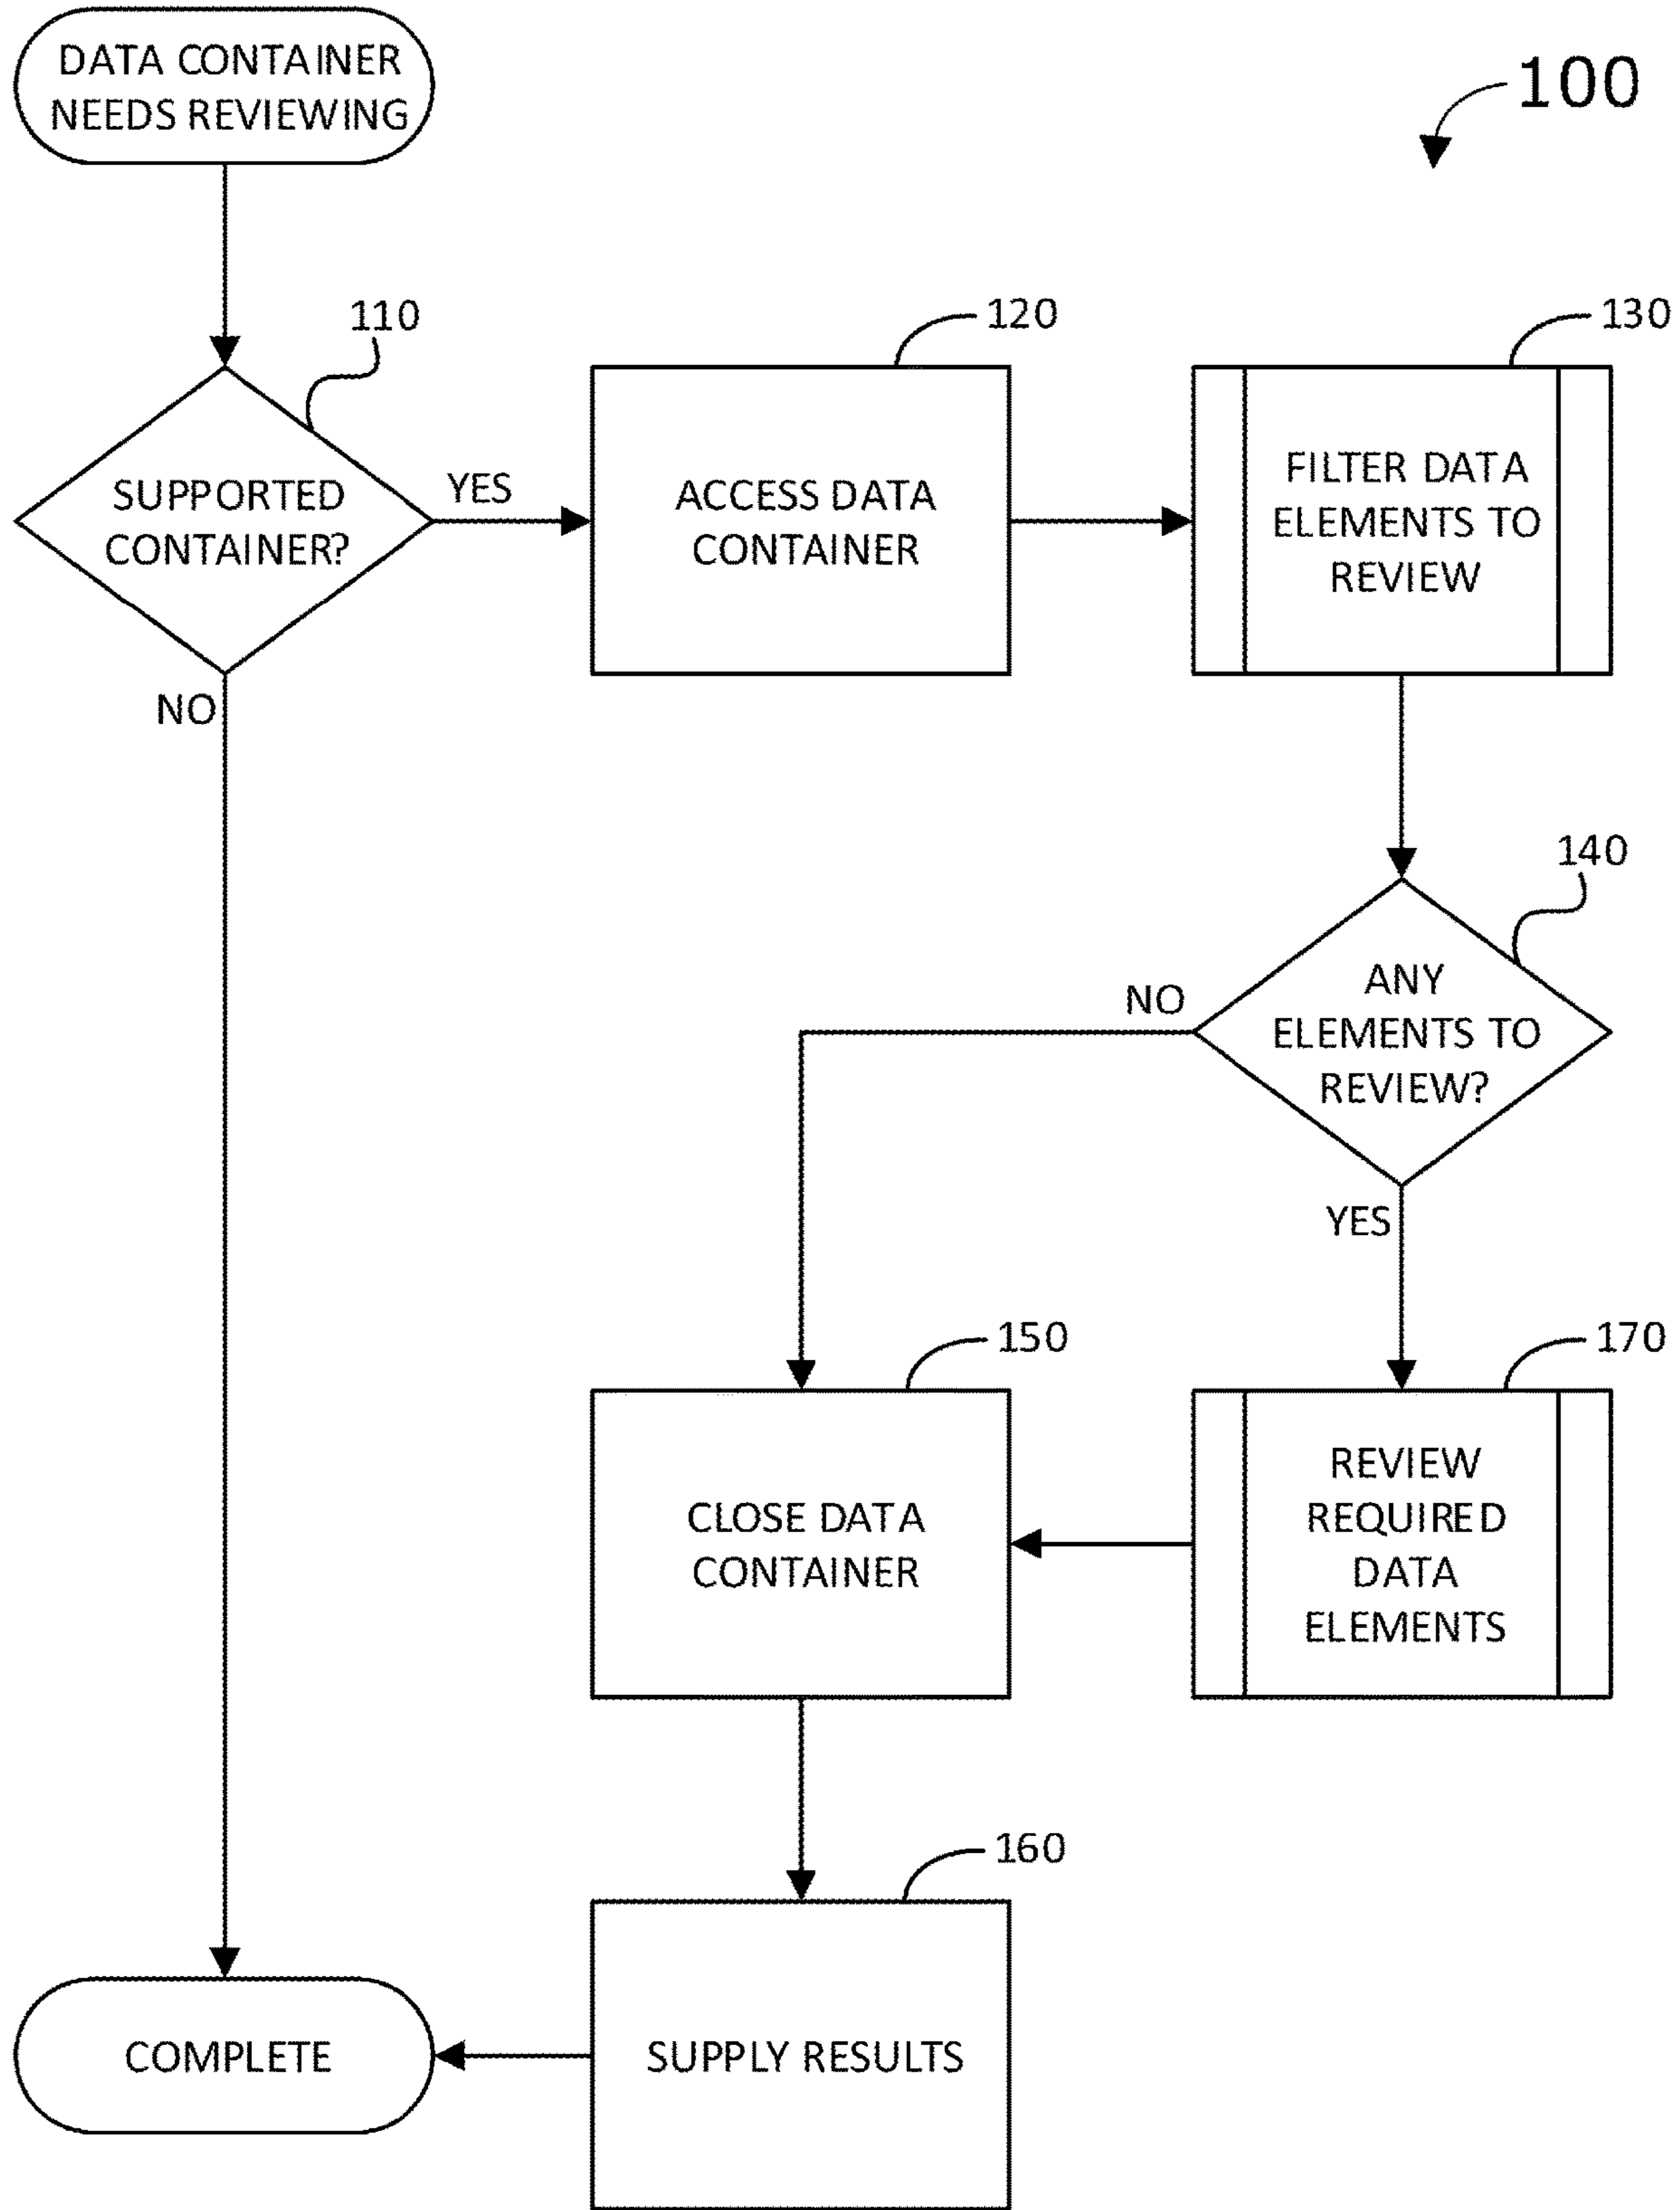 DATA CONTAINER
NEEDS REVIEWING
100
110
120
130
SUPPORTED
CONTAINER?
YES
ACCESS DATA
CONTAINER
FILTER DATA
ELEMENTS TO
REVIEW
NO
140
ANY
ELEMENTS TO
REVIEW?
NO
YES
150
170
CLOSE DATA
CONTAINER
REVIEW
REQUIRED
DATA
ELEMENTS
160
COMPLETE
SUPPLY RESULTS